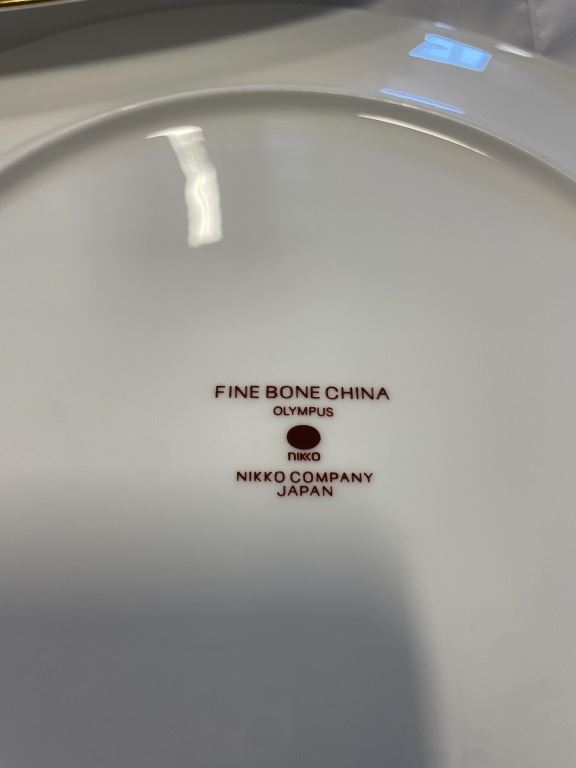 FINE BONE CHINA
OLYMPUS
nikko
NIKKO COMPANY
JAPAN